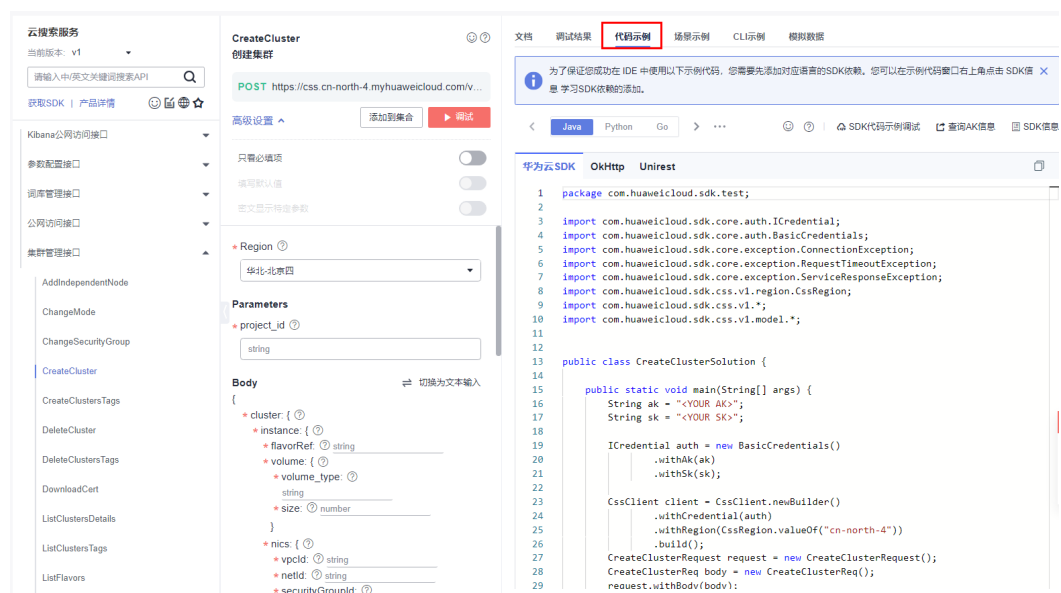 云搜索服务
当前版本: v1
请输入中/英文关键词搜索API
获取SDK | 产品详情
Kibana公网访问接口
参数配置接口
词库管理接口
公网访问接口
集群管理接口
AddIndependentNode
ChangeMode
ChangeSecurityGroup
CreateCluster
CreateClustersTags
DeleteCluster
DeleteClustersTags
DownloadCert
ListClustersDetails
ListClustersTags
ListFlavors
CreateCluster
创建集群
POST https://css.cn-north-4.myhuaweicloud.com/v...
高级设置
添加到集合
调试
只看必填项
填写默认值
密文显示特定参数
* Region
华北-北京四
Parameters
* project_id
string
Body
切换为文本输入
{
* cluster: {
* instance: {
* flavorRef: string
* volume: {
* volume_type:
string
* size: number
}
* nics: {
* vpcId: string
* netId: string
* securityGroupId:
文档 调试结果 代码示例 场景示例 CLI示例 模拟数据
为了保证您成功在 IDE 中使用以下示例代码, 您需要先添加对应语言的SDK依赖。您可以在示例代码窗口右上角点击 SDK信
息 学习SDK依赖的添加。
Java Python Go
SDK代码示例调试 查询AK信息 SDK信息
华为云SDK OkHttp Unirest
1 package com.huaweicloud.sdk.test;
2
3 import com.huaweicloud.sdk.core.auth.ICredential;
4 import com.huaweicloud.sdk.core.auth.BasicCredentials;
5 import com.huaweicloud.sdk.core.exception.ConnectionException;
6 import com.huaweicloud.sdk.core.exception.RequestTimeoutException;
7 import com.huaweicloud.sdk.core.exception.ServiceResponseException;
8 import com.huaweicloud.sdk.css.v1.region.CssRegion;
9 import com.huaweicloud.sdk.css.v1.*;
10 import com.huaweicloud.sdk.css.v1.model.*;
11
12
13 public class CreateClusterSolution {
14
15 public static void main(String[] args) {
16 String ak = "<YOUR AK>";
17 String sk = "<YOUR SK>";
18
19 ICredential auth = new BasicCredentials()
20 .withAk(ak)
21 .withSk(sk);
22
23 CssClient client = CssClient.newBuilder()
24 .withCredential(auth)
25 .withRegion(CssRegion.valueOf("cn-north-4"))
26 .build();
27 CreateClusterRequest request = new CreateClusterRequest();
28 CreateClusterReq body = new CreateClusterReq();
29 request.withBody(body);